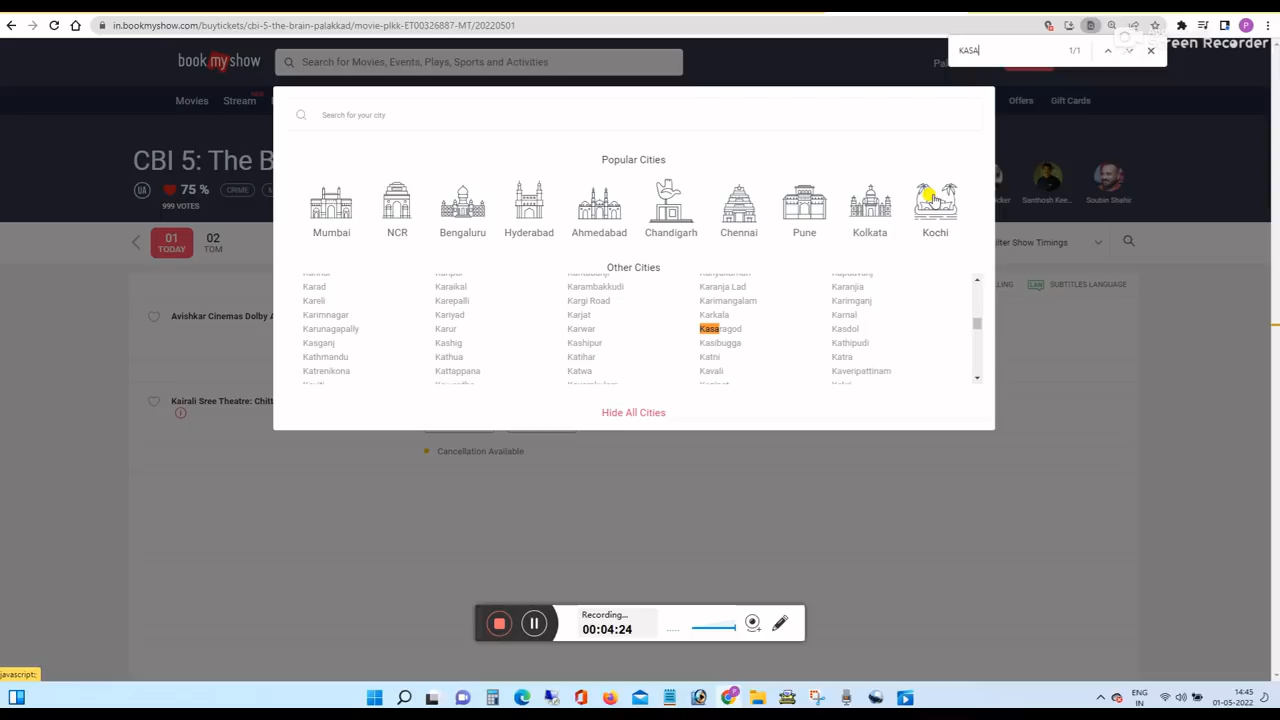 in.bookmyshow.com/buytickets/cbi-5-the-brain-palakkad/movie-plkk-ET00326887-MT/20220501
KASA
1/1
Screen Recorder
book my show
Search for Movies, Events, Plays, Sports and Activities
Movies
Stream
NEW
Offers
Gift Cards
Search for your city
CBI 5: The B
UA
75 %
CRIME
999 VOTES
Popular Cities
Mumbai
NCR
Bengaluru
Hyderabad
Ahmedabad
Chandigarh
Chennai
Pune
Kolkata
Kochi
Santhosh Kee...
Soubin Shahir
01
TODAY
02
TOM
Filter Show Timings
Other Cities
Karad Karaikal Karambakkudi Karanja Lad Karanjia
Kareli Karepalli Kargi Road Karimangalam Karimganj
Karimnagar Kariyad Karjat Karkala Karnal
Karunagapally Karur Karwar Kasaragod Kasdol
Kasganj Kashig Kashipur Kasibugga Kathipudi
Kathmandu Kathua Katihar Katni Katra
Katrenikona Kattappana Katwa Kavali Kaveripattinam
LAN
SUBTITLES LANGUAGE
Avishkar Cinemas Dolby A
Kairali Sree Theatre: Chitt
Hide All Cities
Cancellation Available
Recording...
00:04:24
javascript:;
ENG
IN
14:45
01-05-2022